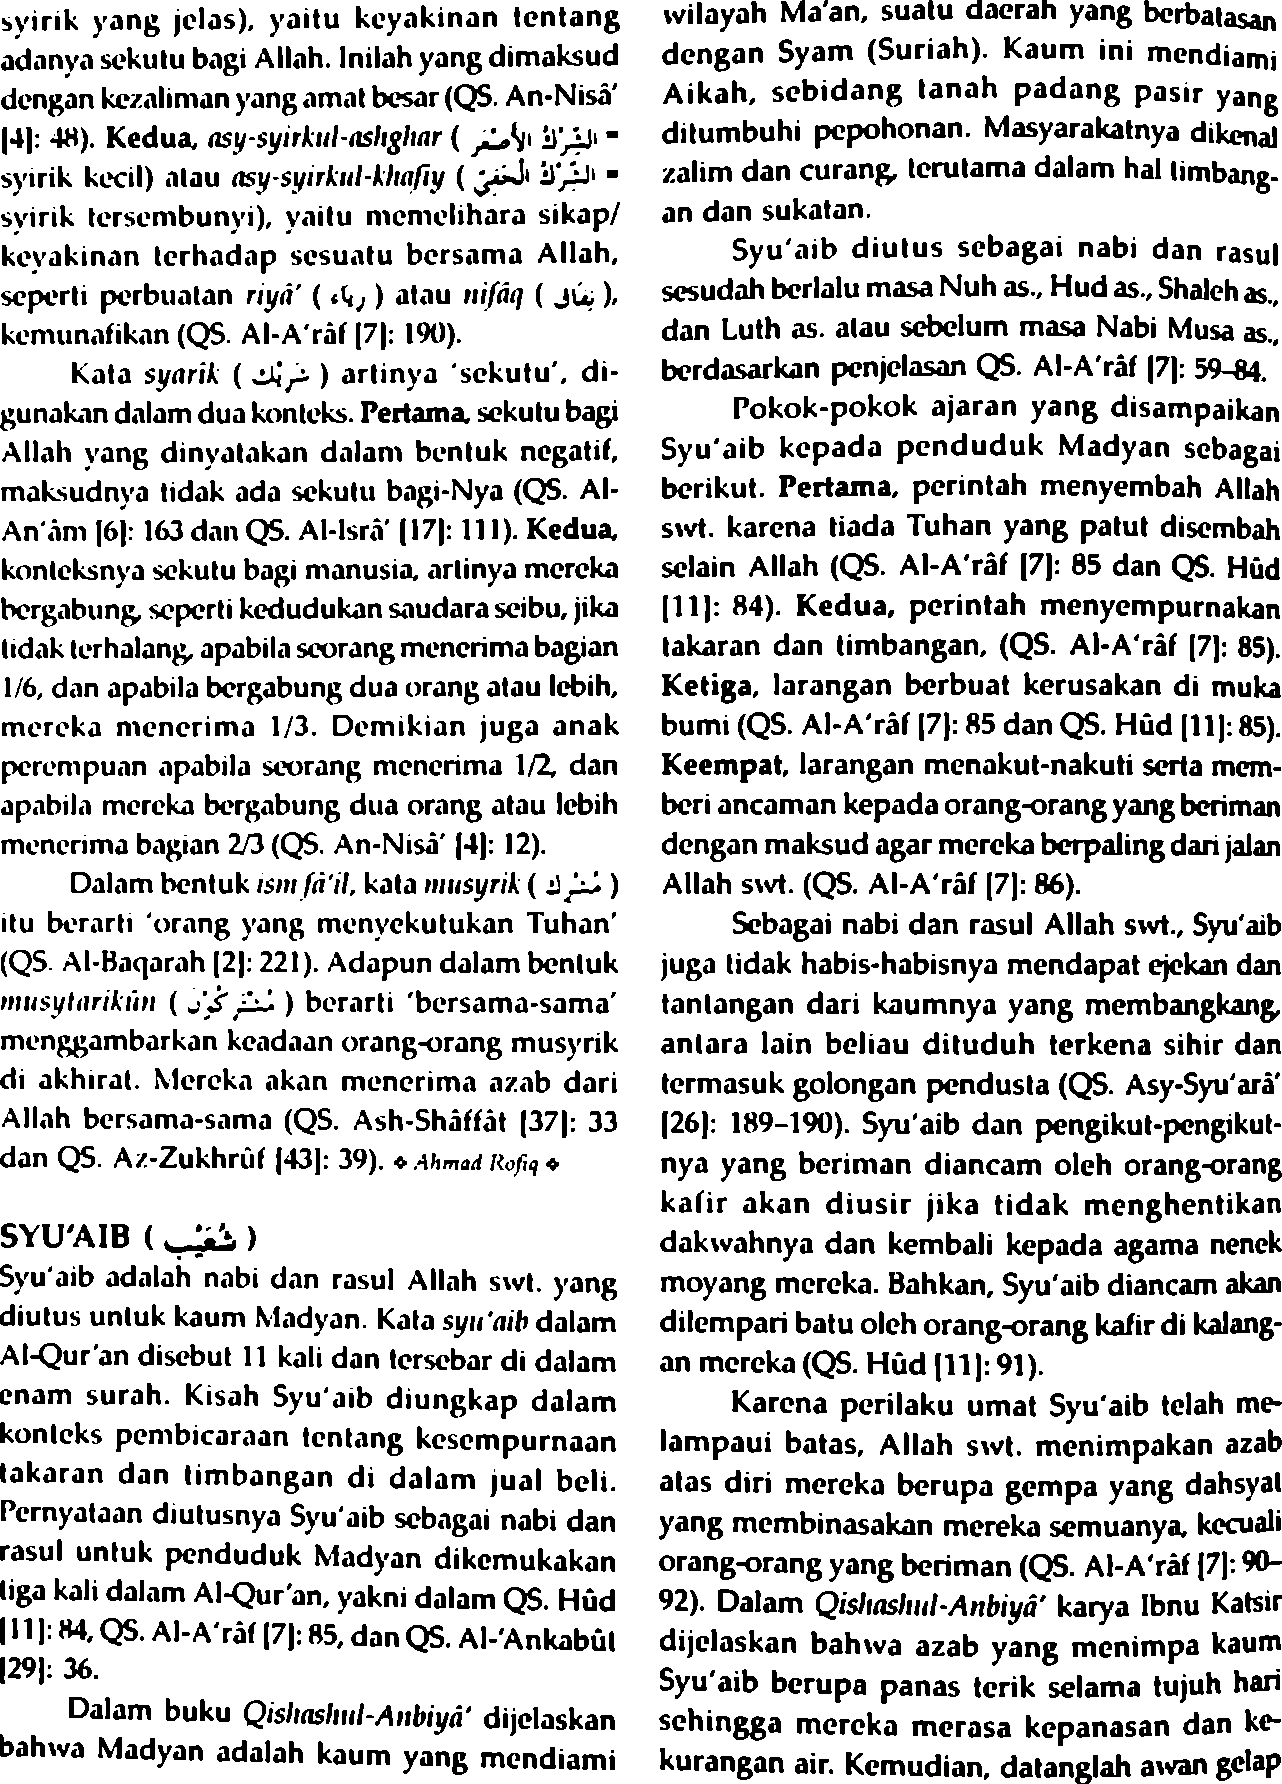 syirik yang jelas), yaitu keyakinan tentang
adanya sekutu bagi Allah. Inilah yang dimaksud
dengan kezaliman yang amat besar (QS. An-Nisâ'
[4]: 48). Kedua, asy-syirkul-ashghar ( الشِّرْكُ الأَصْغَر =
syirik kecil) atau asy-syirkul-khafiy ( الشِّرْكُ الْخَفِيّ =
syirik tersembunyi), yaitu memelihara sikap/
keyakinan terhadap sesuatu bersama Allah,
seperti perbuatan riyâ' ( رِيَاء ) atau nifâq ( نِفَاق ),
kemunafikan (QS. Al-A'râf [7]: 190).
Kata syarîk ( شَرِيْك ) artinya 'sekutu', di-
gunakan dalam dua konteks. Pertama, sekutu bagi
Allah yang dinyatakan dalam bentuk negatif,
maksudnya tidak ada sekutu bagi-Nya (QS. Al-
An'âm [6]: 163 dan QS. Al-Isrâ' [17]: 111). Kedua,
konteksnya sekutu bagi manusia, artinya mereka
bergabung, seperti kedudukan saudara seibu, jika
tidak terhalang, apabila seorang menerima bagian
1/6, dan apabila bergabung dua orang atau lebih,
mereka menerima 1/3. Demikian juga anak
perempuan apabila seorang menerima 1/2, dan
apabila mereka bergabung dua orang atau lebih
menerima bagian 2/3 (QS. An-Nisâ' [4]: 12).
Dalam bentuk ism fâ'il, kata musyrik ( مُشْرِك )
itu berarti 'orang yang menyekutukan Tuhan'
(QS. Al-Baqarah [2]: 221). Adapun dalam bentuk
musytarikûn ( مُشْتَرِكُوْن ) berarti 'bersama-sama'
menggambarkan keadaan orang-orang musyrik
di akhirat. Mereka akan menerima azab dari
Allah bersama-sama (QS. Ash-Shâffât [37]: 33
dan QS. Az-Zukhrûf [43]: 39). ❖ Ahmad Rofiq ❖
SYU'AIB ( شُعَيْب )
Syu'aib adalah nabi dan rasul Allah swt. yang
diutus untuk kaum Madyan. Kata syu'aib dalam
Al-Qur'an disebut 11 kali dan tersebar di dalam
enam surah. Kisah Syu'aib diungkap dalam
konteks pembicaraan tentang kesempurnaan
takaran dan timbangan di dalam jual beli.
Pernyataan diutusnya Syu'aib sebagai nabi dan
rasul untuk penduduk Madyan dikemukakan
tiga kali dalam Al-Qur'an, yakni dalam QS. Hûd
[11]: 84, QS. Al-A'râf [7]: 85, dan QS. Al-'Ankabût
[29]: 36.
Dalam buku Qishashul-Anbiyâ' dijelaskan
bahwa Madyan adalah kaum yang mendiami
wilayah Ma'an, suatu daerah yang berbatasan
dengan Syam (Suriah). Kaum ini mendiami
Aikah, sebidang tanah padang pasir yang
ditumbuhi pepohonan. Masyarakatnya dikenal
zalim dan curang, terutama dalam hal timbang-
an dan sukatan.
Syu'aib diutus sebagai nabi dan rasul
sesudah berlalu masa Nuh as., Hud as., Shaleh as.,
dan Luth as. atau sebelum masa Nabi Musa as.,
berdasarkan penjelasan QS. Al-A'râf [7]: 59–84.
Pokok-pokok ajaran yang disampaikan
Syu'aib kepada penduduk Madyan sebagai
berikut. Pertama, perintah menyembah Allah
swt. karena tiada Tuhan yang patut disembah
selain Allah (QS. Al-A'râf [7]: 85 dan QS. Hûd
[11]: 84). Kedua, perintah menyempurnakan
takaran dan timbangan, (QS. Al-A'râf [7]: 85).
Ketiga, larangan berbuat kerusakan di muka
bumi (QS. Al-A'râf [7]: 85 dan QS. Hûd [11]: 85).
Keempat, larangan menakut-nakuti serta mem-
beri ancaman kepada orang-orang yang beriman
dengan maksud agar mereka berpaling dari jalan
Allah swt. (QS. Al-A'râf [7]: 86).
Sebagai nabi dan rasul Allah swt., Syu'aib
juga tidak habis-habisnya mendapat ejekan dan
tantangan dari kaumnya yang membangkang,
antara lain beliau dituduh terkena sihir dan
termasuk golongan pendusta (QS. Asy-Syu'arâ'
[26]: 189–190). Syu'aib dan pengikut-pengikut-
nya yang beriman diancam oleh orang-orang
kafir akan diusir jika tidak menghentikan
dakwahnya dan kembali kepada agama nenek
moyang mereka. Bahkan, Syu'aib diancam akan
dilempari batu oleh orang-orang kafir di kalang-
an mereka (QS. Hûd [11]: 91).
Karena perilaku umat Syu'aib telah me-
lampaui batas, Allah swt. menimpakan azab
atas diri mereka berupa gempa yang dahsyat
yang membinasakan mereka semuanya, kecuali
orang-orang yang beriman (QS. Al-A'râf [7]: 90–
92). Dalam Qishashul-Anbiyâ' karya Ibnu Katsir
dijelaskan bahwa azab yang menimpa kaum
Syu'aib berupa panas terik selama tujuh hari
sehingga mereka merasa kepanasan dan ke-
kurangan air. Kemudian, datanglah awan gelap